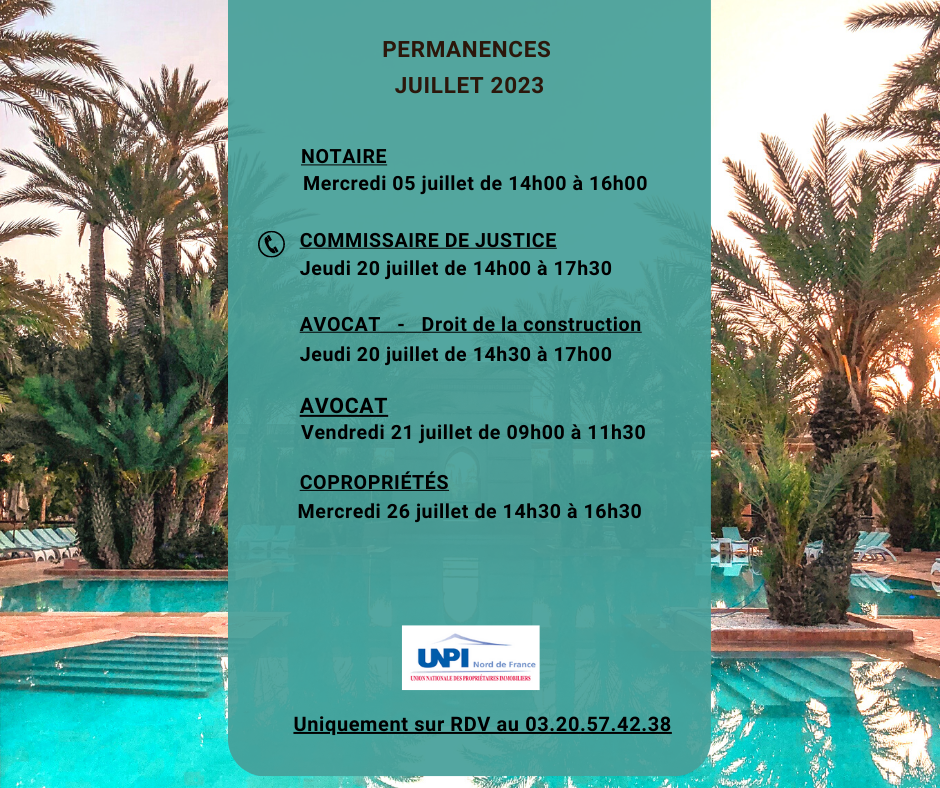 PERMANENCES
JUILLET 2023
NOTAIRE
Mercredi 05 juillet de 14h00 à 16h00
COMMISSAIRE DE JUSTICE
Jeudi 20 juillet de 14h00 à 17h30
AVOCAT - Droit de la construction
Jeudi 20 juillet de 14h30 à 17h00
AVOCAT
Vendredi 21 juillet de 09h00 à 11h30
COPROPRIÉTÉS
Mercredi 26 juillet de 14h30 à 16h30
UNPI Nord de France
UNION NATIONALE DES PROPRIÉTAIRES IMMOBILIERS
Uniquement sur RDV au 03.20.57.42.38